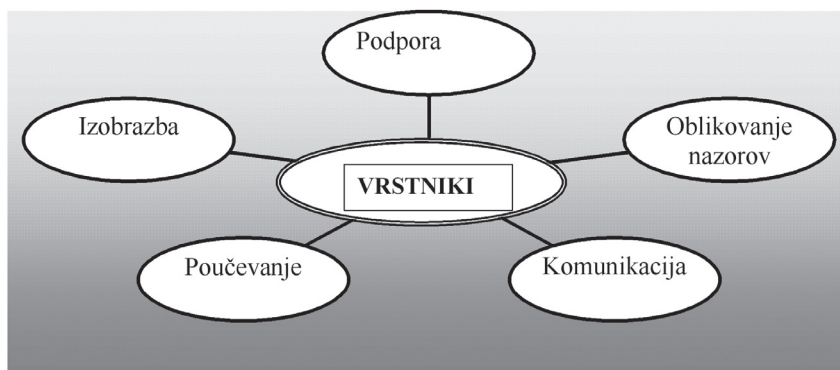 Podpora
Izobrazba
Oblikovanje
nazorov
VRSTNIKI
Poučevanje
Komunikacija